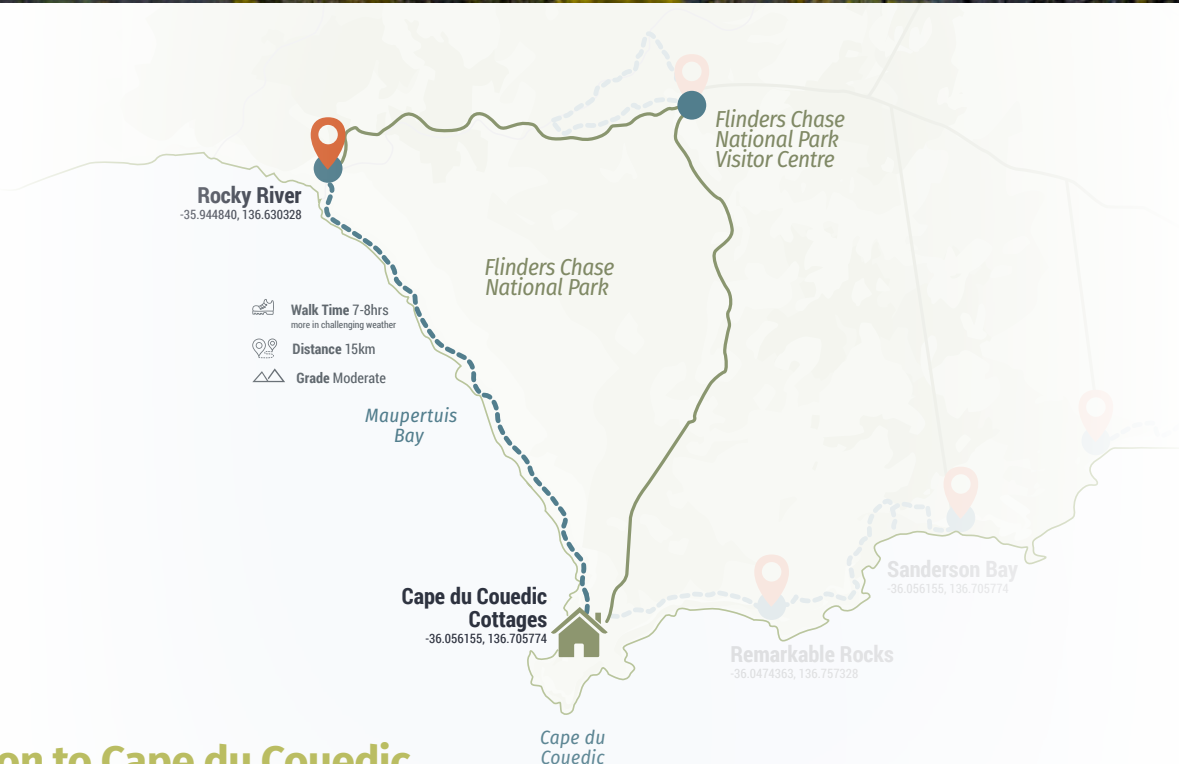 Flinders Chase
National Park
Visitor Centre
Rocky River
-35.944840, 136.630328
Flinders Chase
National Park
Walk Time 7-8hrs
more in challenging weather
Distance 15km
Grade Moderate
Maupertuis
Bay
Sanderson Bay
-36.056155, 136.705774
Cape du Couedic
Cottages
-36.056155, 136.705774
Remarkable Rocks
-36.0474363, 136.757328
Cape du
Couedic
on to Cape du Couedic